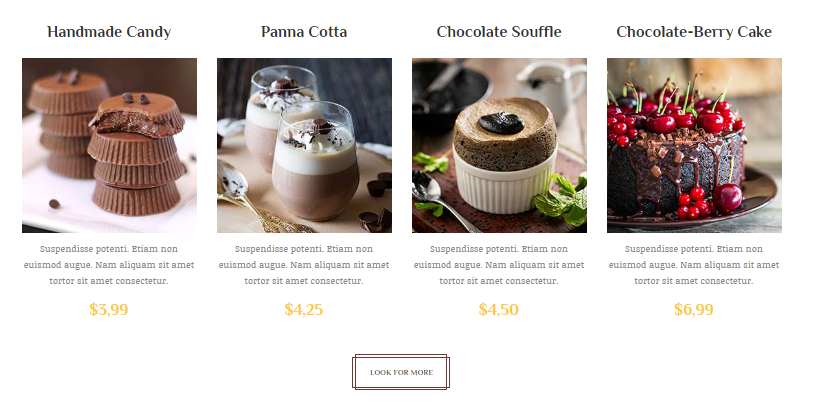 Handmade Candy
Panna Cotta
Chocolate Souffle
Chocolate-Berry Cake
Suspendisse potenti. Etiam non
euismod augue. Nam aliquam sit amet
tortor sit amet consectetur.
Suspendisse potenti. Etiam non
euismod augue. Nam aliquam sit amet
tortor sit amet consectetur.
Suspendisse potenti. Etiam non
euismod augue. Nam aliquam sit amet
tortor sit amet consectetur.
Suspendisse potenti. Etiam non
euismod augue. Nam aliquam sit amet
tortor sit amet consectetur.
$3,99
$4,25
$4,50
$6,99
LOOK FOR MORE